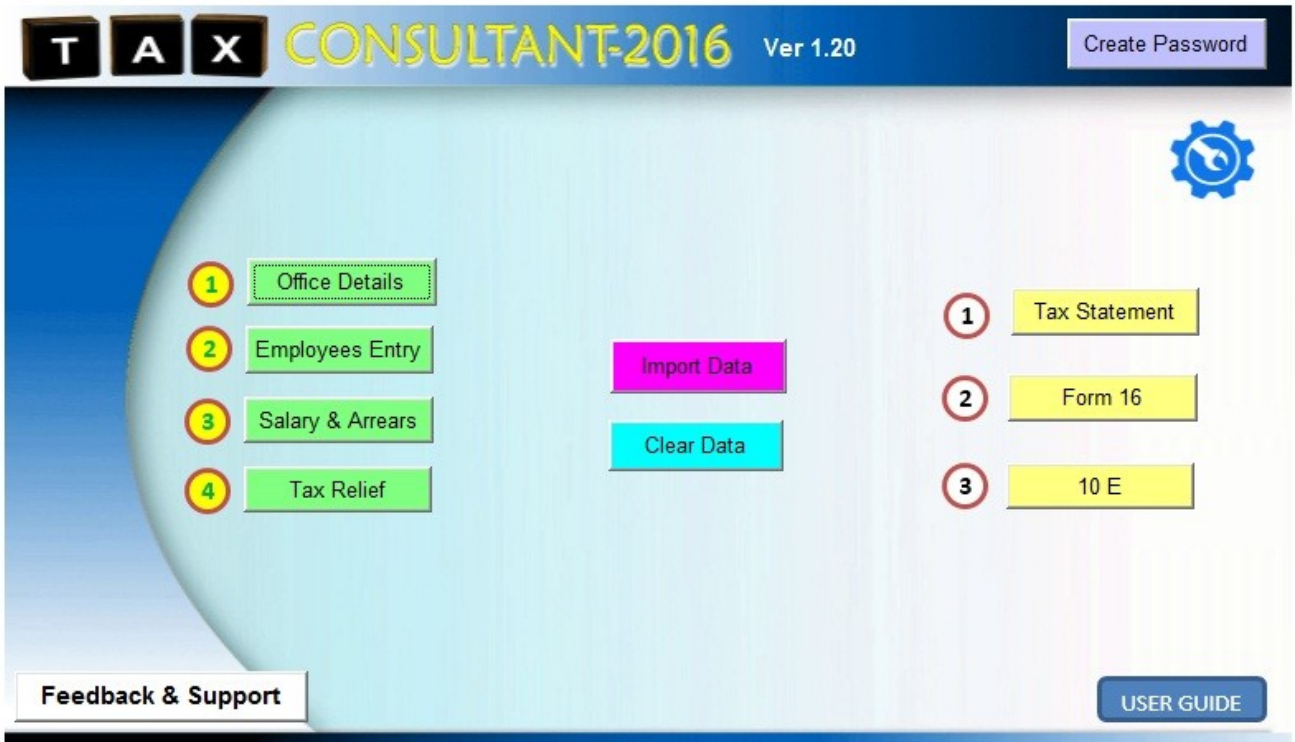 TAX CONSULTANT-2016 Ver 1.20
Create Password
1 Office Details
2 Employees Entry
3 Salary & Arrears
4 Tax Relief
Import Data
Clear Data
1 Tax Statement
2 Form 16
3 10 E
Feedback & Support
USER GUIDE